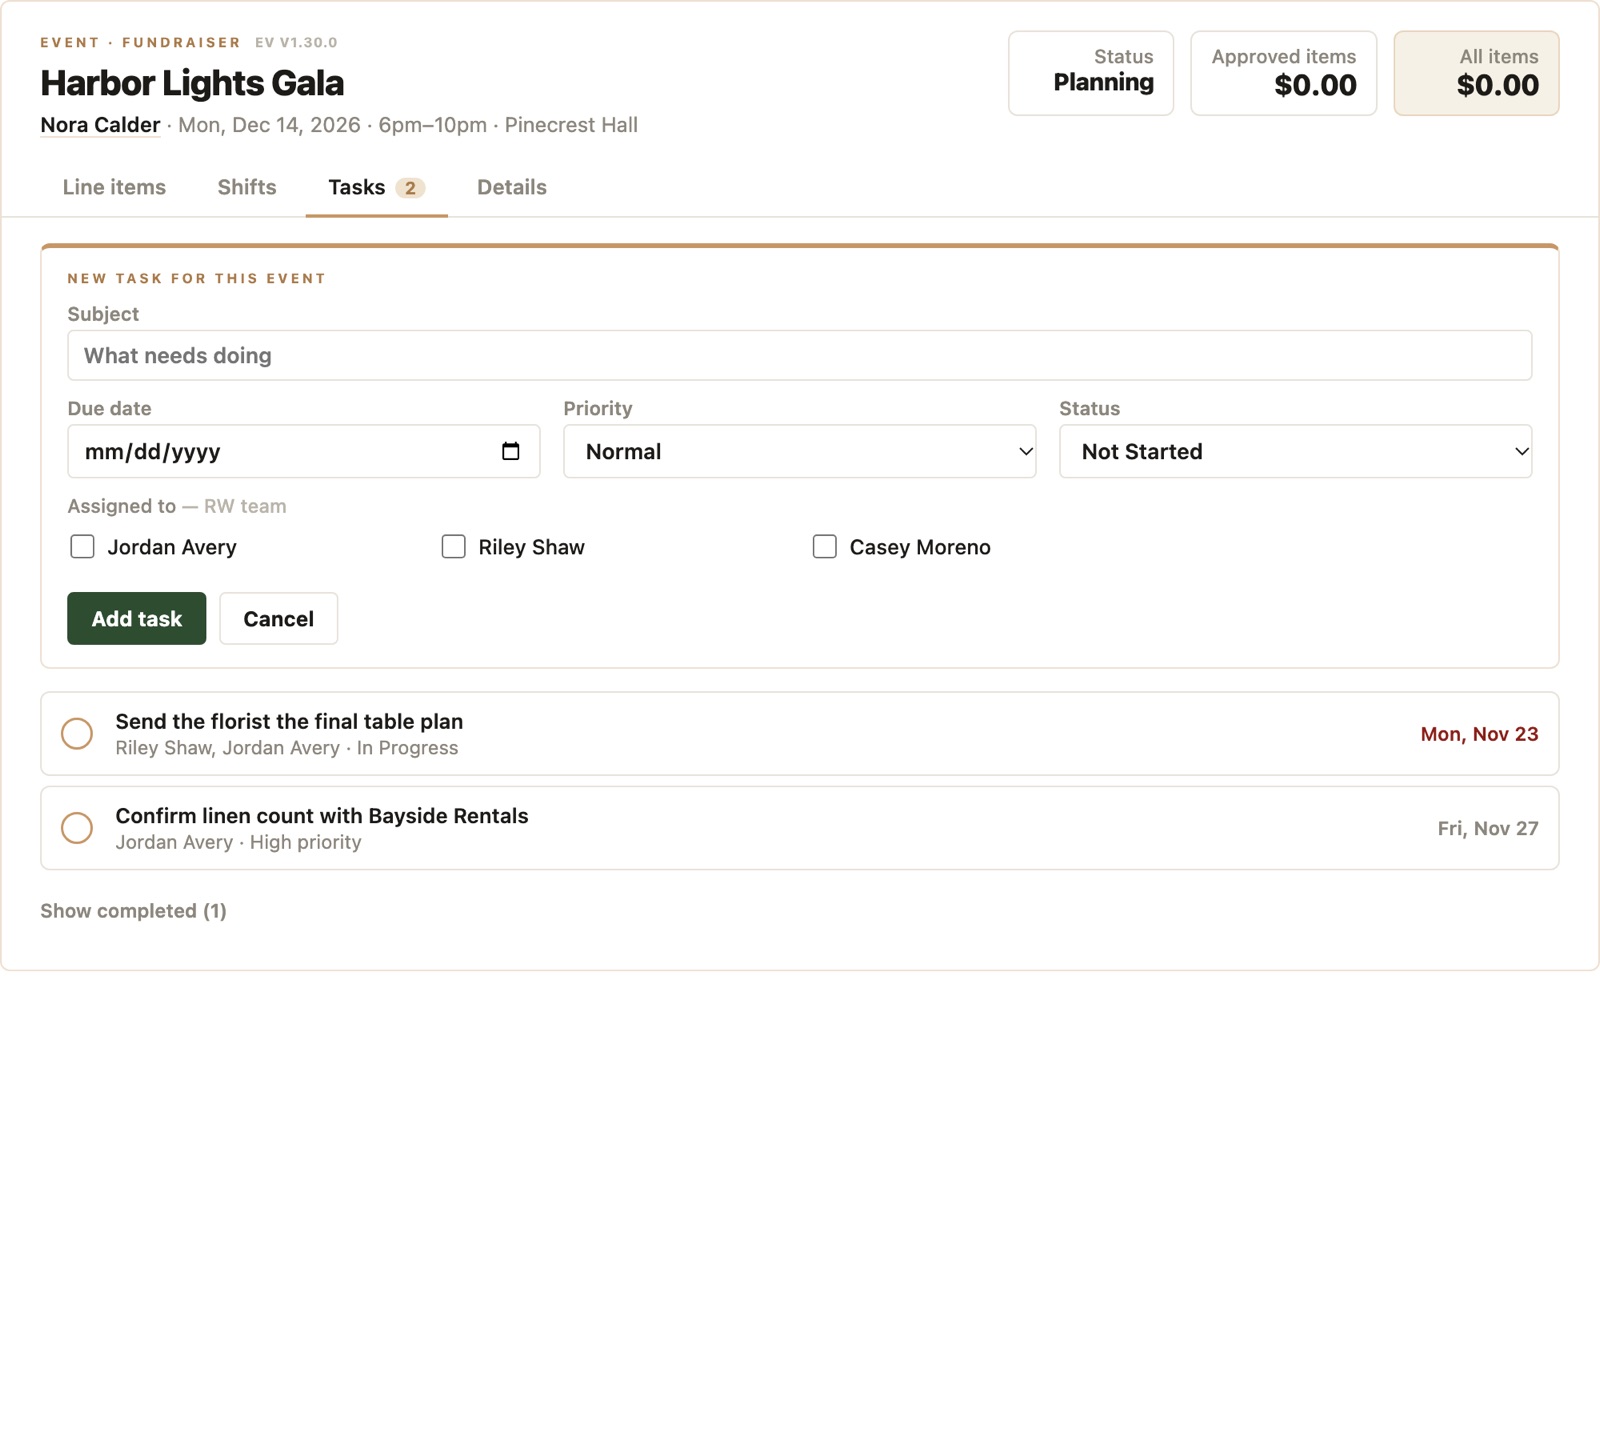 EVENT · FUNDRAISER EV V1.30.0
Harbor Lights Gala
Nora Calder · Mon, Dec 14, 2026 · 6pm–10pm · Pinecrest Hall
Status
Planning
Approved items
$0.00
All items
$0.00
Line items Shifts Tasks 2 Details
NEW TASK FOR THIS EVENT
Subject
What needs doing
Due date Priority Status
mm/dd/yyyy Normal Not Started
Assigned to — RW team
Jordan Avery Riley Shaw Casey Moreno
Add task Cancel
Send the florist the final table plan
Riley Shaw, Jordan Avery · In Progress
Mon, Nov 23
Confirm linen count with Bayside Rentals
Jordan Avery · High priority
Fri, Nov 27
Show completed (1)